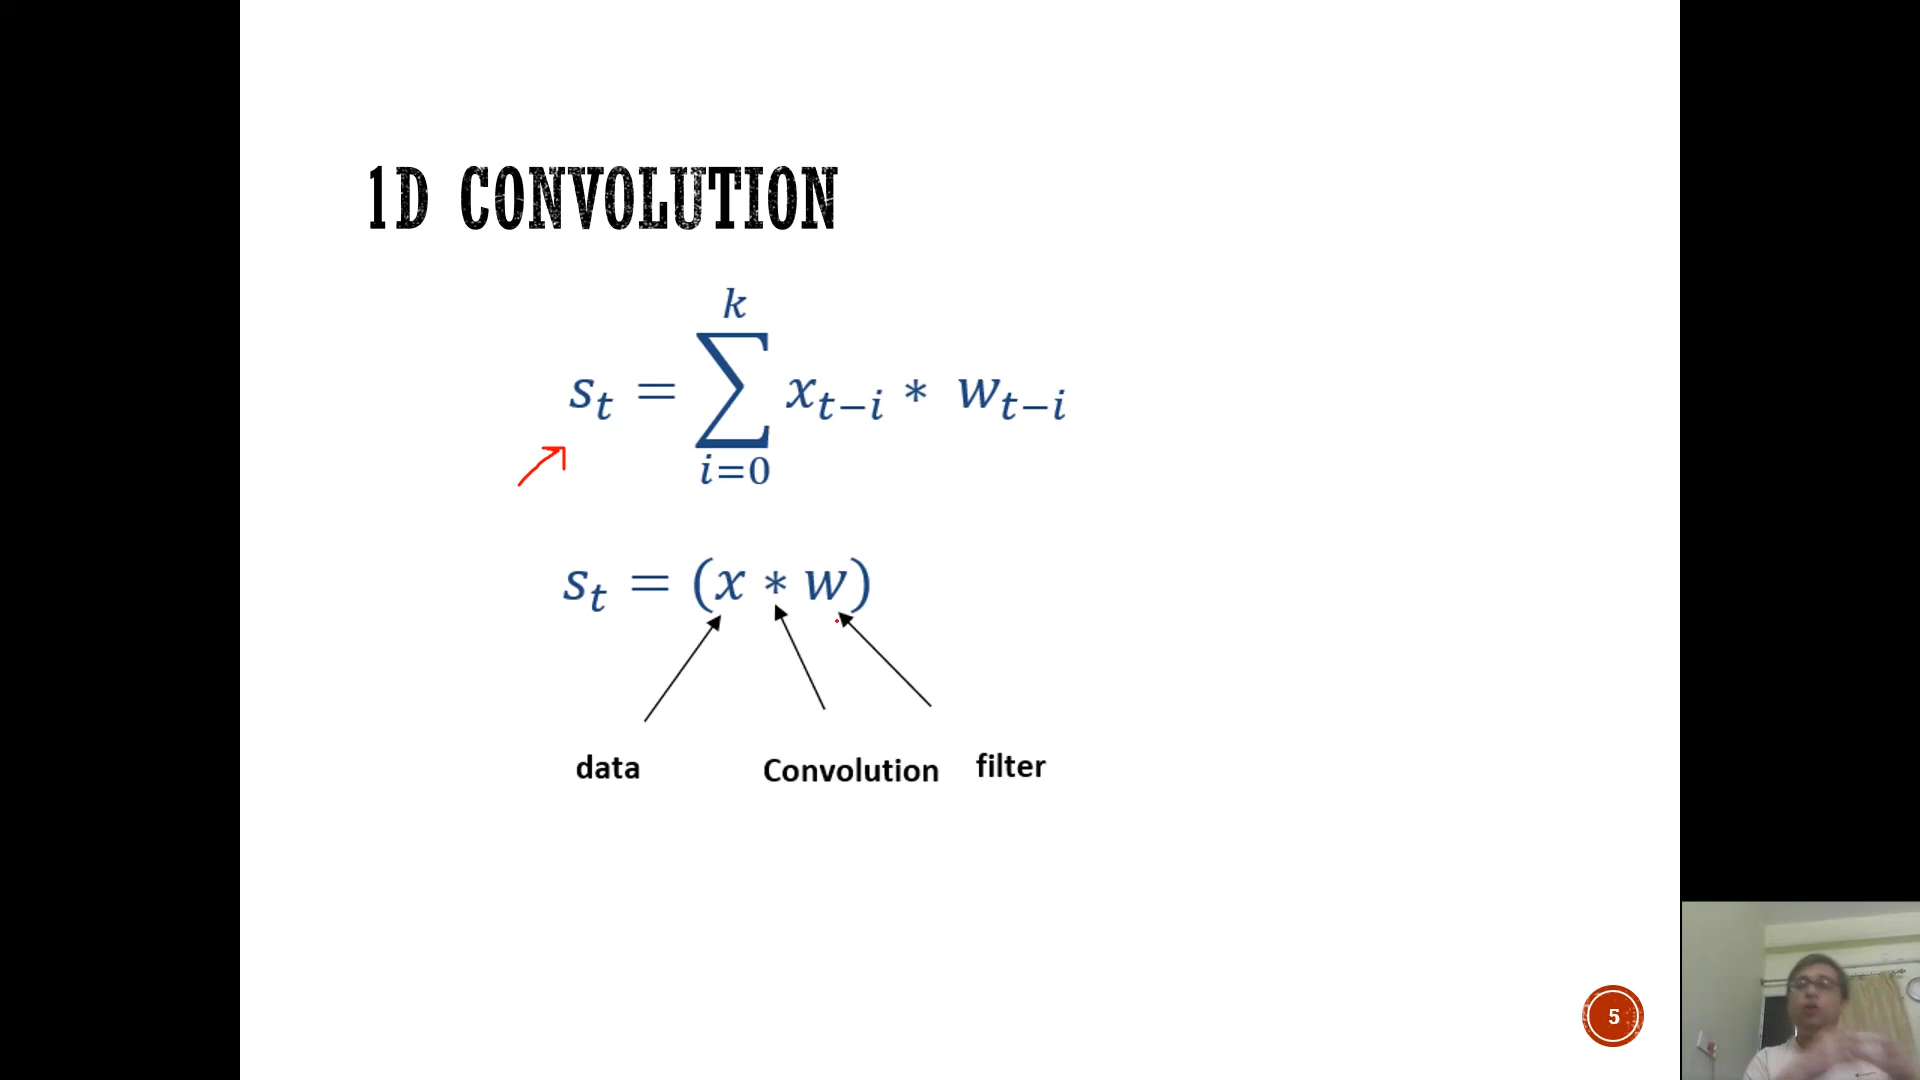 1D CONVOLUTION
k
s_t = ∑ x_{t−i} * w_{t−i}
i=0
s_t = (x * w)
data Convolution filter
5